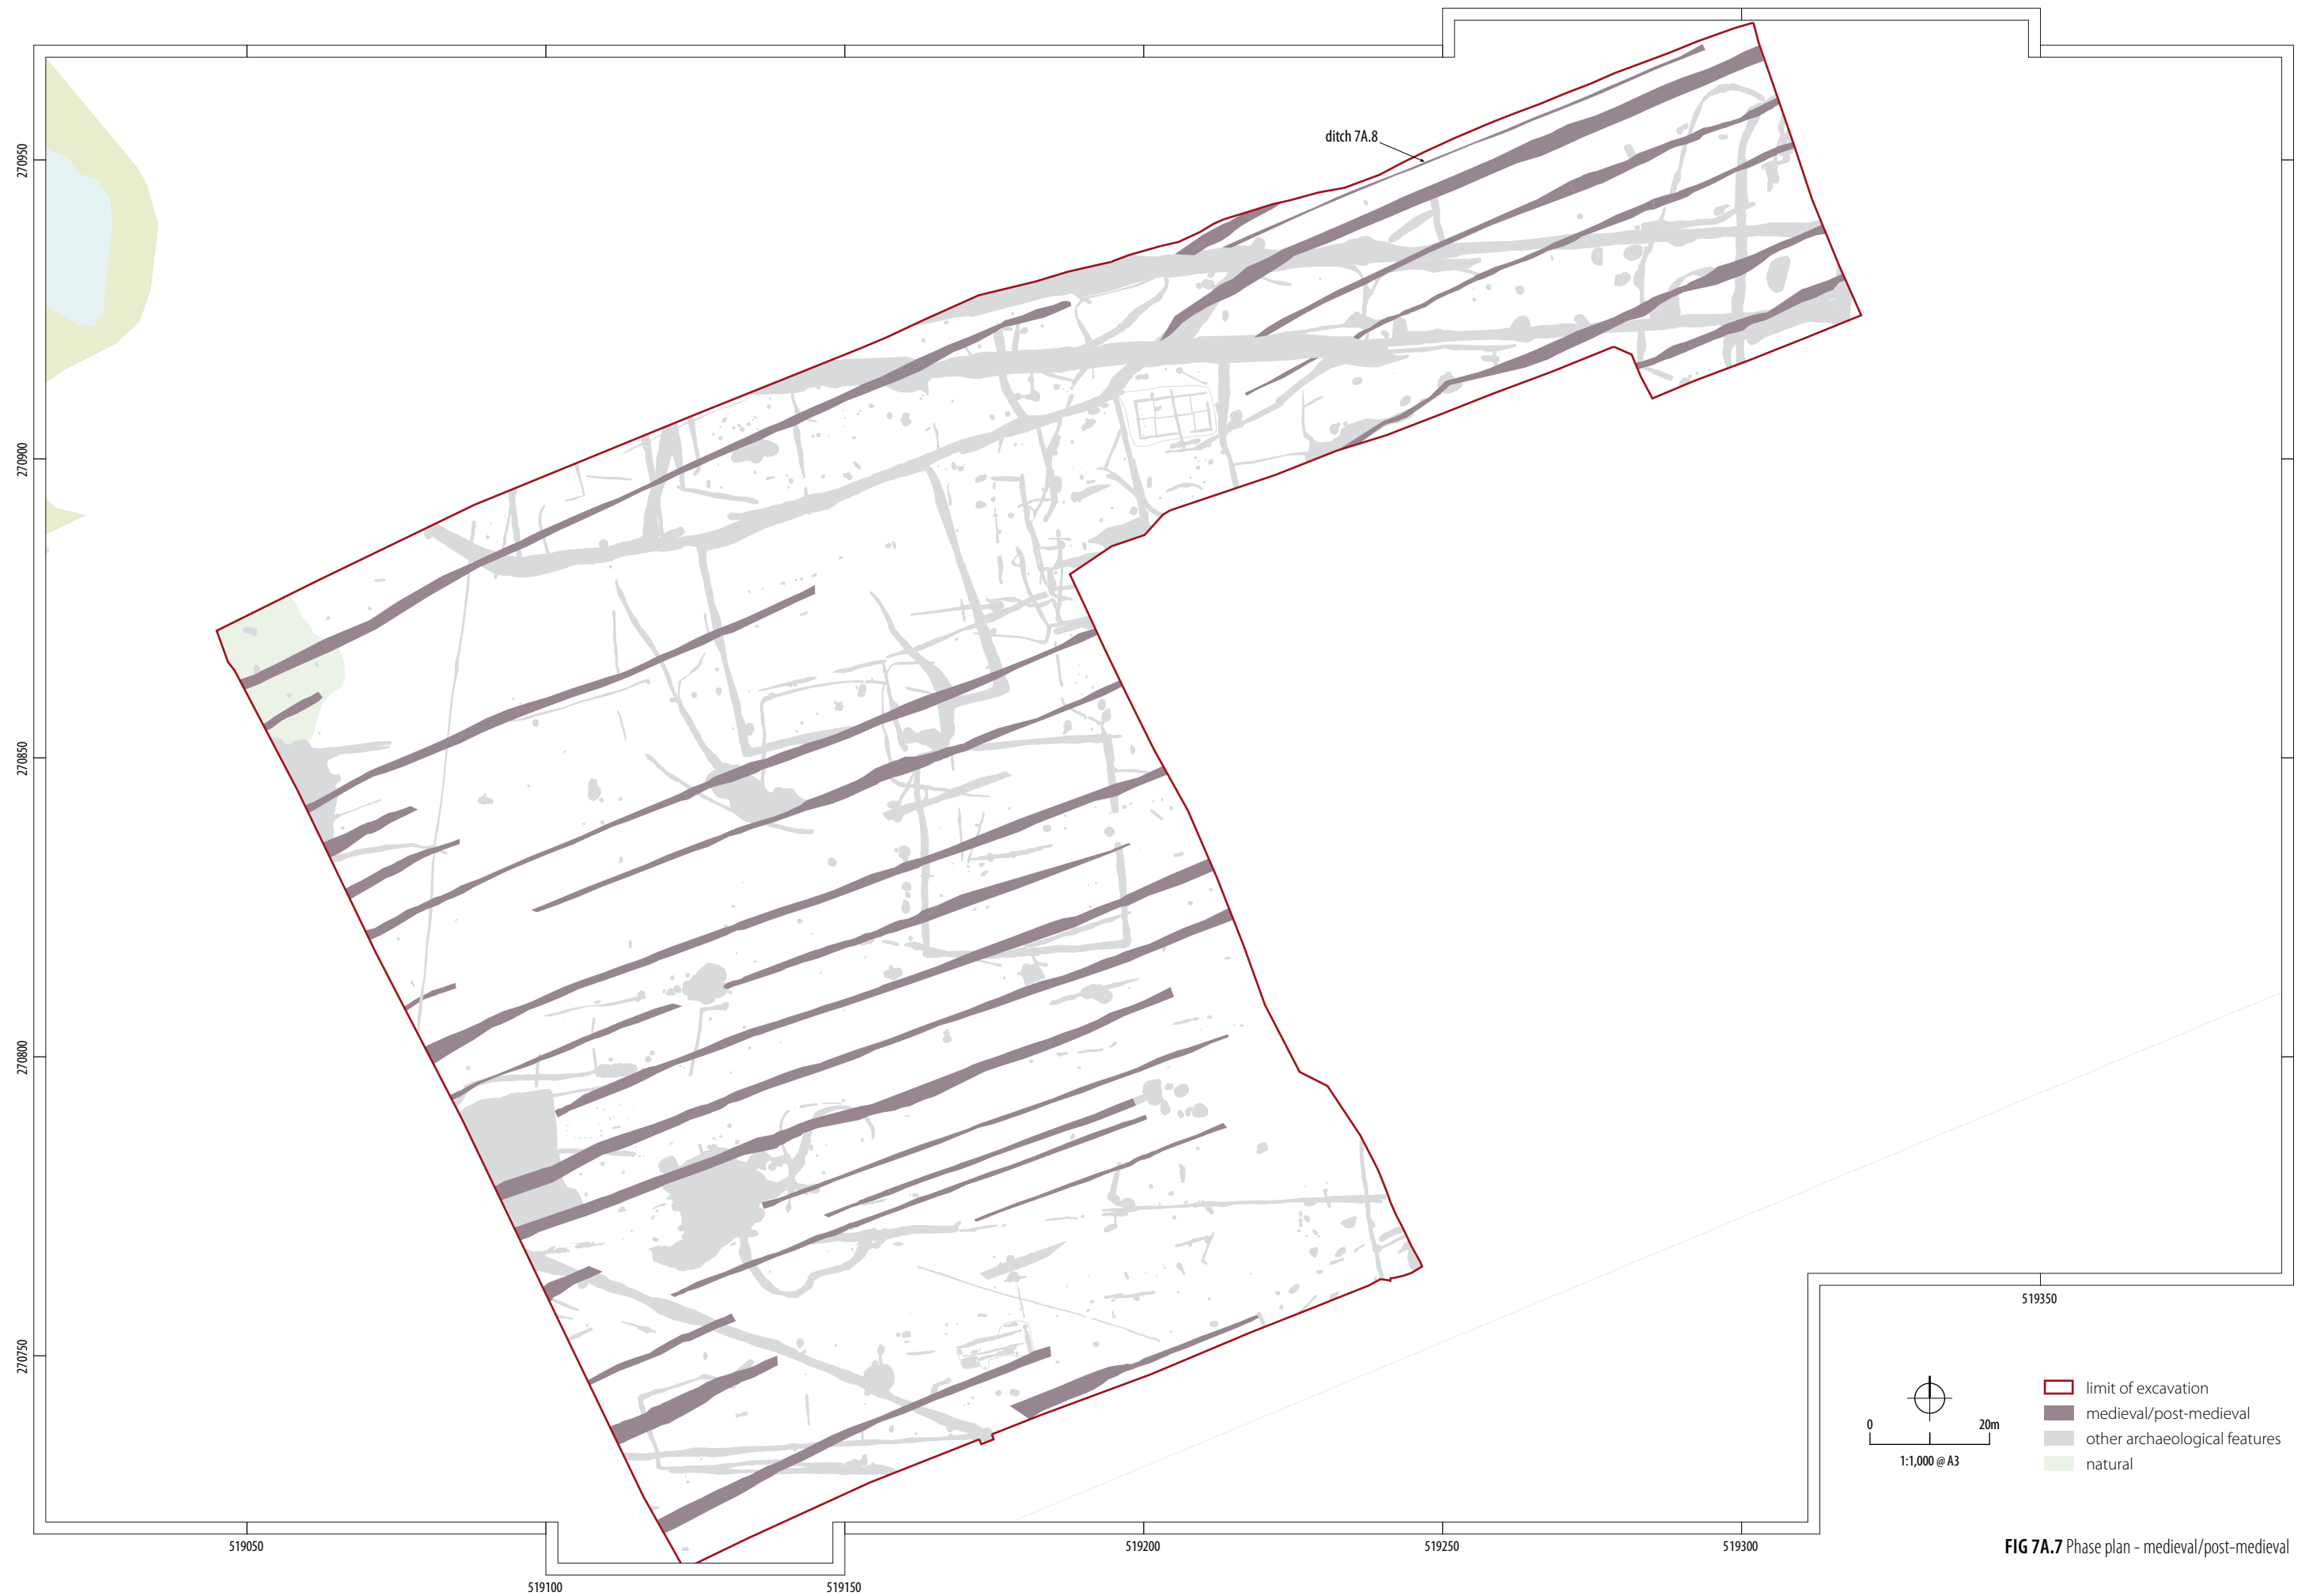 ditch 7A.8
270950
270900
270850
270800
270750
519350
limit of excavation
medieval/post-medieval
other archaeological features
natural
0 20m
1:1,000 @ A3
519050
519200
519250
519300
519100
519150
FIG 7A.7 Phase plan - medieval/post-medieval